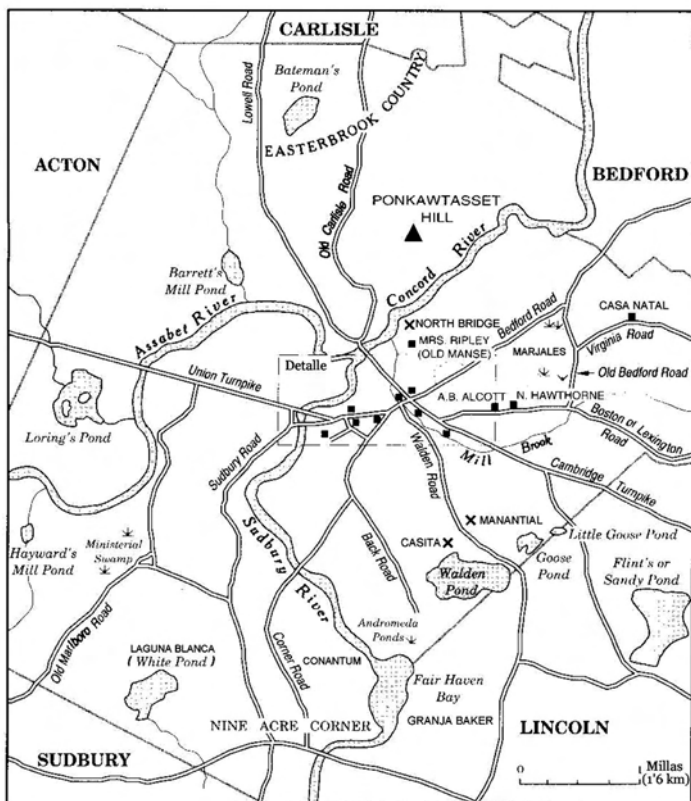 CARLISLE
Bateman's
Pond
Lowell Road
EASTERBROOK COUNTRY
ACTON
BEDFORD
Old Carlisle Road
PONKAWTASSET
HILL
Concord River
Barrett's
Mill Pond
Assabet River
NORTH BRIDGE
MRS. RIPLEY
(OLD MANSE)
Bedford Road
CASA NATAL
MARJALES
Virginia Road
Old Bedford Road
Union Turnpike
Detalle
A.B. ALCOTT
N. HAWTHORNE
Boston or Lexington
Road
Loring's Pond
Sudbury Road
Walden Road
Mill Brook
Cambridge Turnpike
Hayward's
Mill Pond
Ministerial
Swamp
Sudbury River
Back Road
MANANTIAL
CASITA
Little Goose Pond
Goose
Pond
Walden
Pond
Flint's or
Sandy Pond
Old Marlboro Road
LAGUNA BLANCA
(White Pond)
Corner Road
Andromeda
Ponds
CONANTUM
Fair Haven
Bay
GRANJA BAKER
NINE ACRE CORNER
LINCOLN
SUDBURY
0 1
Millas
(1'6 km)